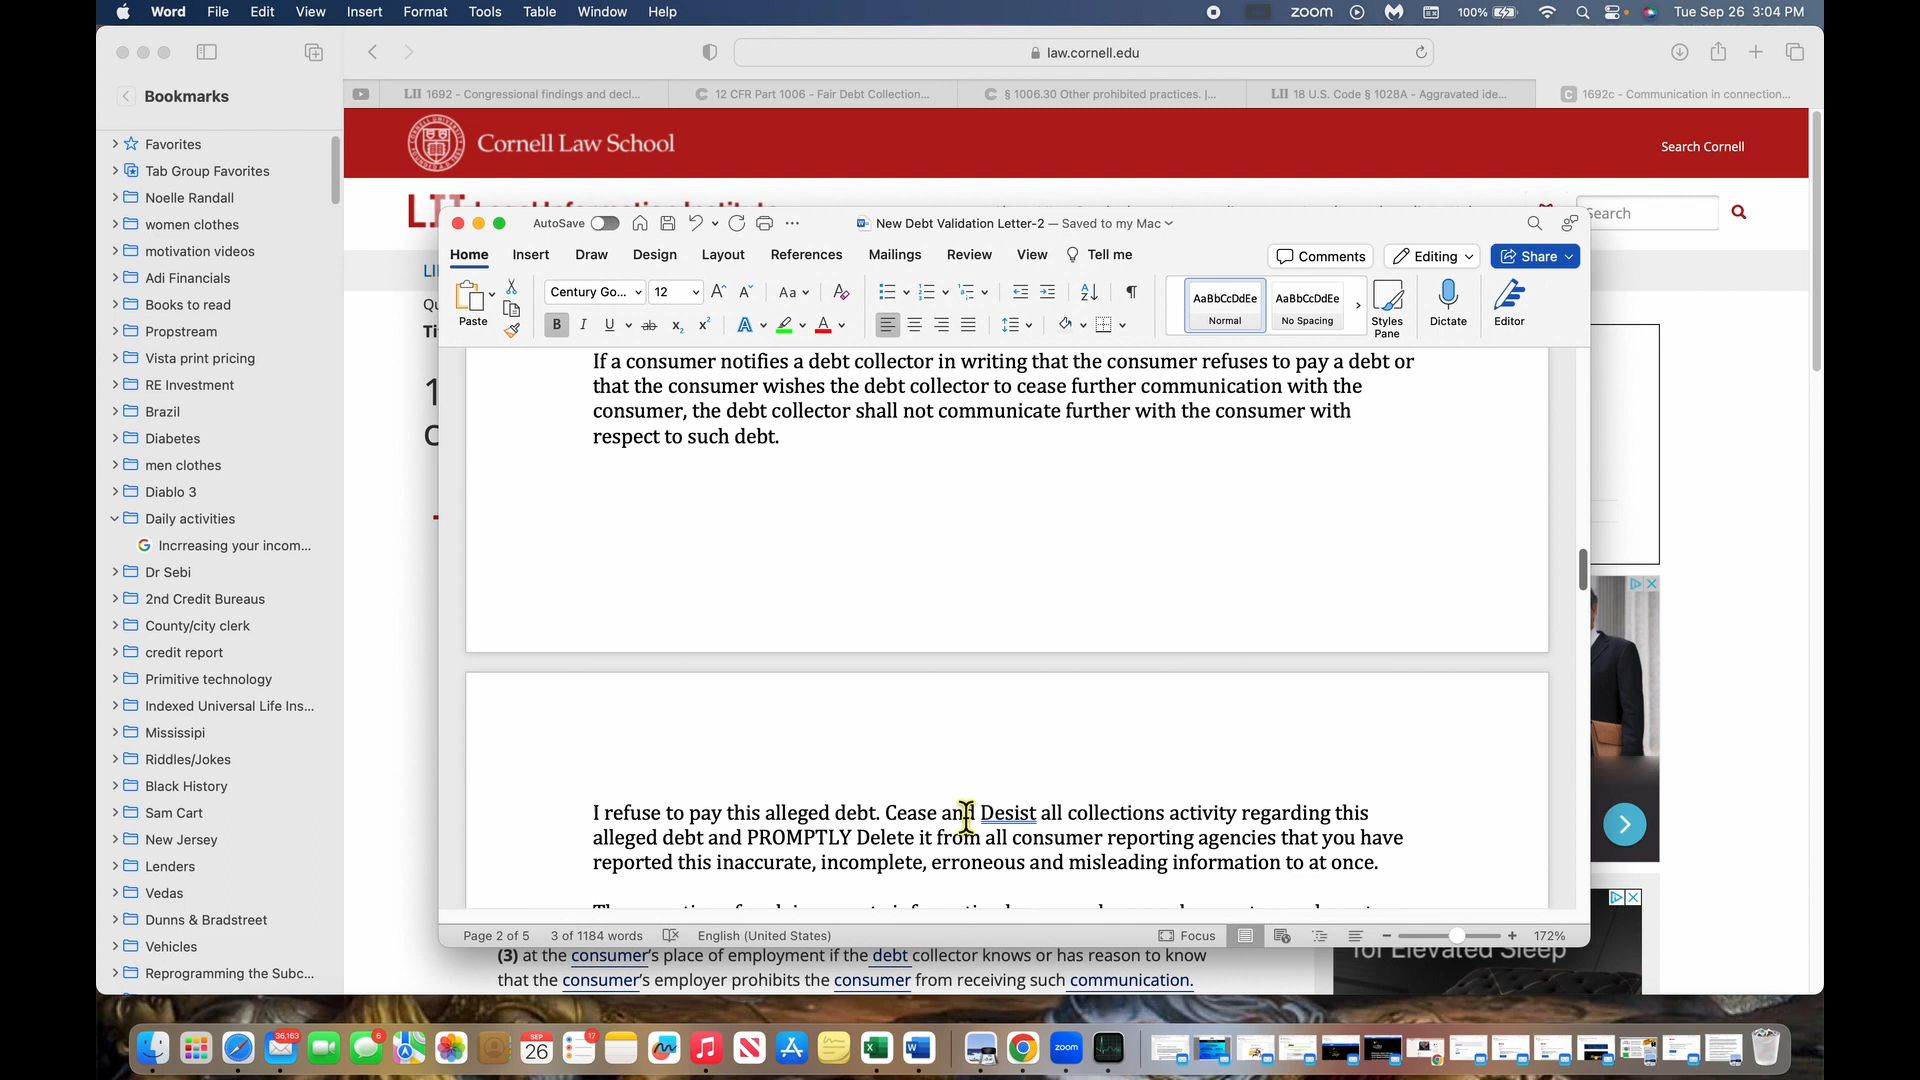 Word File Edit View Insert Format Tools Table Window Help
zoom 100% Tue Sep 26 3:04 PM
law.cornell.edu
Bookmarks
LII 1692 - Congressional findings and decl...
12 CFR Part 1006 - Fair Debt Collection...
§ 1006.30 Other prohibited practices. |...
LII 18 U.S. Code § 1028A - Aggravated ide...
C 1692c - Communication in connection...
Favorites
Tab Group Favorites
Noelle Randall
women clothes
motivation videos
Adi Financials
Books to read
Propstream
Vista print pricing
RE Investment
Brazil
Diabetes
men clothes
Diablo 3
Daily activities
Incrreasing your incom...
Dr Sebi
2nd Credit Bureaus
County/city clerk
credit report
Primitive technology
Indexed Universal Life Ins...
Mississipi
Riddles/Jokes
Black History
Sam Cart
New Jersey
Lenders
Vedas
Dunns & Bradstreet
Vehicles
Reprogramming the Subc...
Cornell Law School
Search Cornell
Search
AutoSave
New Debt Validation Letter-2 — Saved to my Mac
Home Insert Draw Design Layout References Mailings Review View Tell me
Comments Editing Share
Paste
Century Go... 12
Aa
B I U ab x₂ x²
AaBbCcDdEe AaBbCcDdEe
Normal No Spacing
Styles Pane
Dictate
Editor
If a consumer notifies a debt collector in writing that the consumer refuses to pay a debt or
that the consumer wishes the debt collector to cease further communication with the
consumer, the debt collector shall not communicate further with the consumer with
respect to such debt.
I refuse to pay this alleged debt. Cease and Desist all collections activity regarding this
alleged debt and PROMPTLY Delete it from all consumer reporting agencies that you have
reported this inaccurate, incomplete, erroneous and misleading information to at once.
Page 2 of 5 3 of 1184 words English (United States) Focus 172%
(3) at the consumer's place of employment if the debt collector knows or has reason to know
that the consumer's employer prohibits the consumer from receiving such communication.
for Elevated Sleep
36,163
6
SEP
26
17
zoom